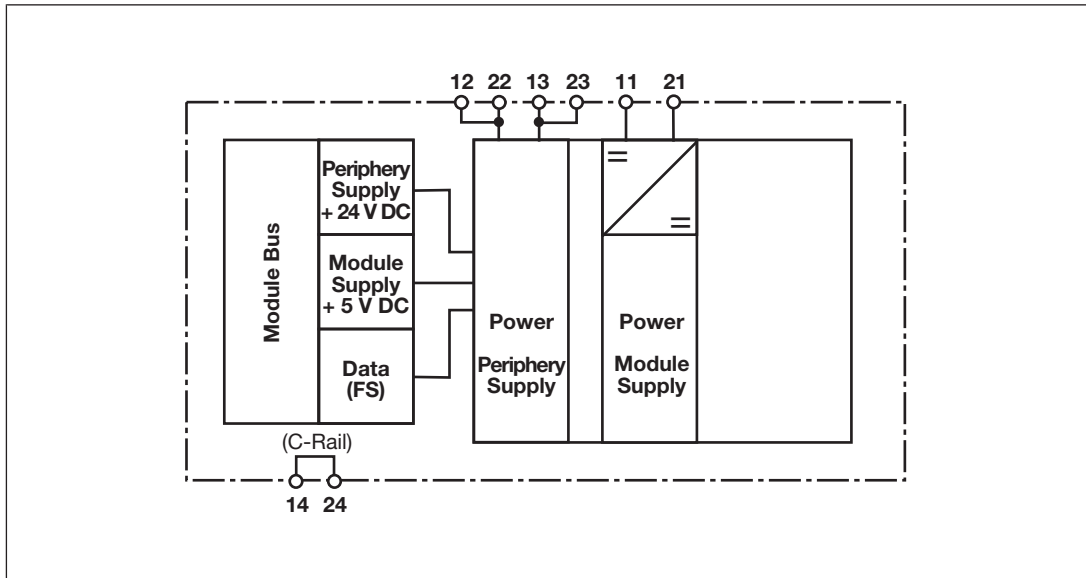 12 22 13 23 11 21
Module Bus
Periphery
Supply
+ 24 V DC
Module
Supply
+ 5 V DC
Data
(FS)
Power
Periphery
Supply
Power
Module
Supply
(C-Rail)
14 24